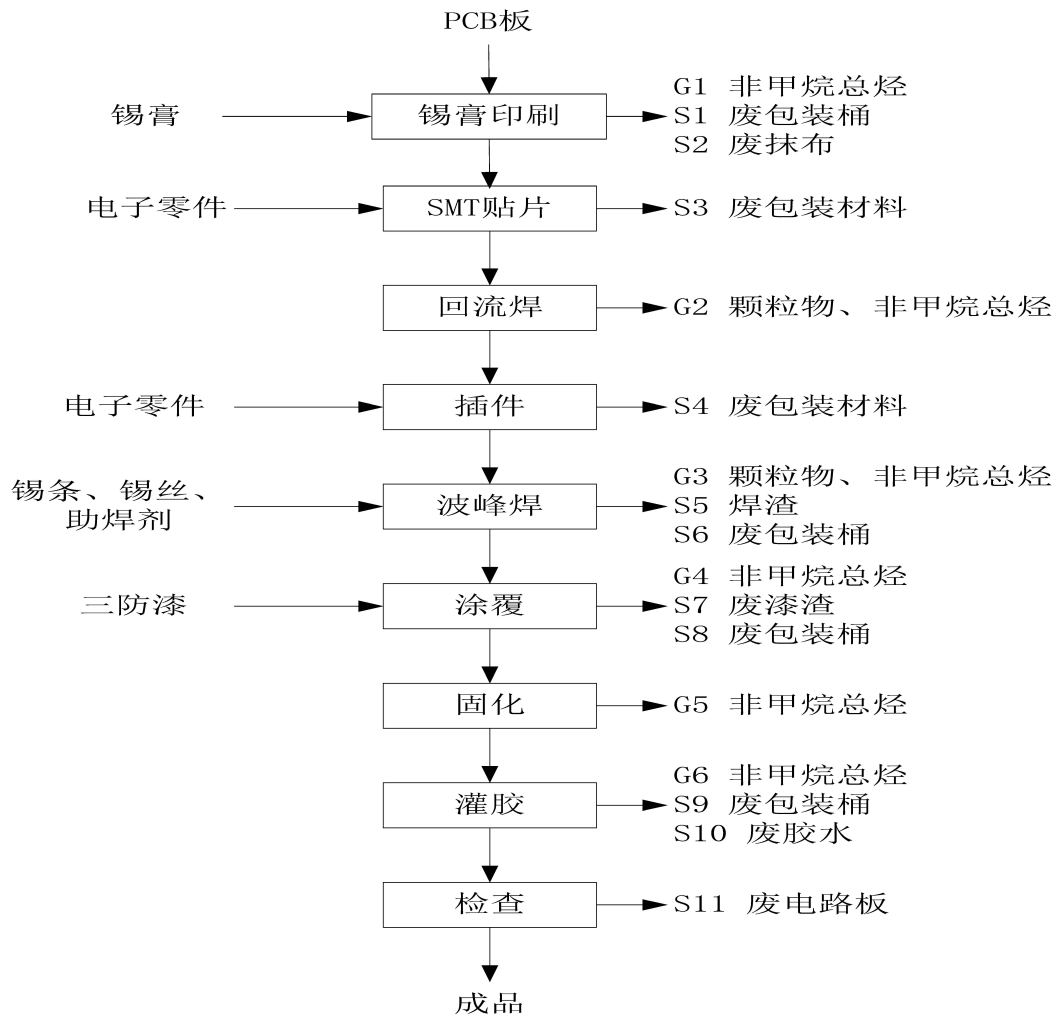 PCB板
锡膏
锡膏印刷
G1 非甲烷总烃
S1 废包装桶
S2 废抹布
电子零件
SMT贴片
S3 废包装材料
回流焊
G2 颗粒物、非甲烷总烃
电子零件
插件
S4 废包装材料
锡条、锡丝、
助焊剂
波峰焊
G3 颗粒物、非甲烷总烃
S5 焊渣
S6 废包装桶
三防漆
涂覆
G4 非甲烷总烃
S7 废漆渣
S8 废包装桶
固化
G5 非甲烷总烃
灌胶
G6 非甲烷总烃
S9 废包装桶
S10 废胶水
检查
S11 废电路板
成品